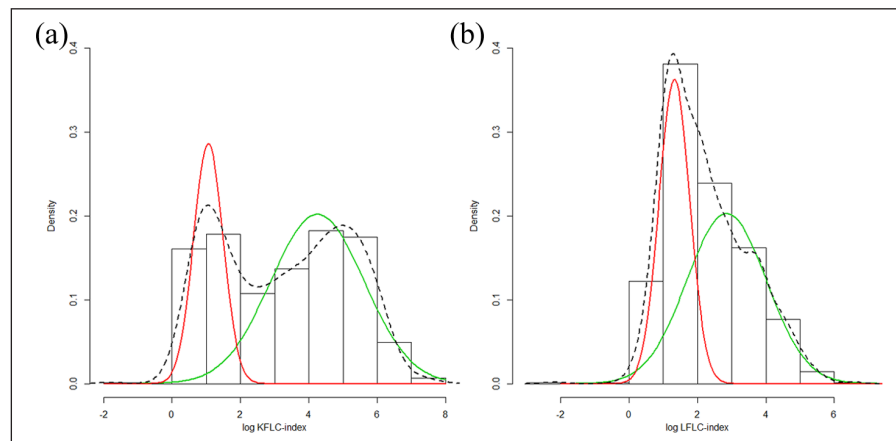 (a)
(b)
Density
0.0 0.1 0.2 0.3 0.4
-2 0 2 4 6 8
log KFLC-index
Density
0.0 0.1 0.2 0.3 0.4
-2 0 2 4 6
log LFLC-index